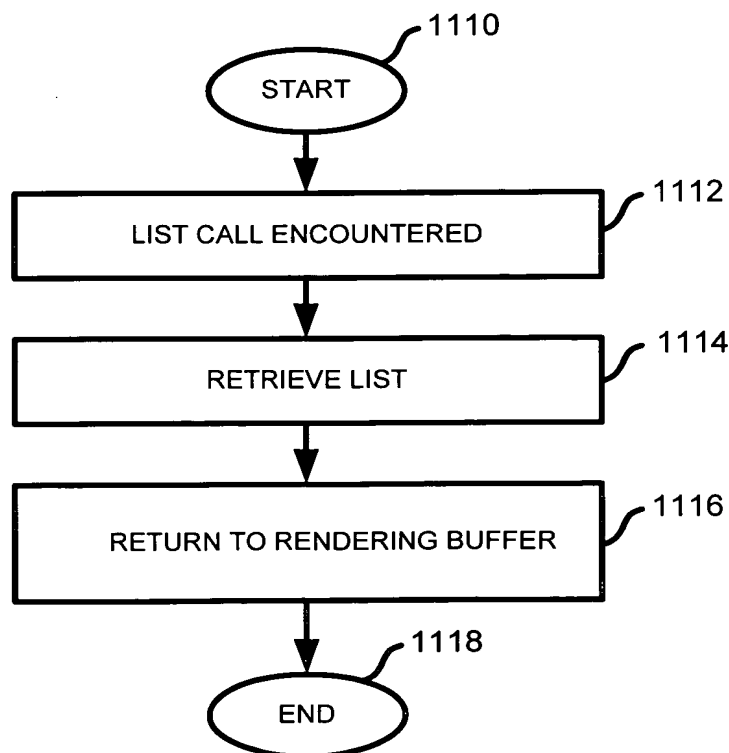 1110
START
1112
LIST CALL ENCOUNTERED
1114
RETRIEVE LIST
1116
RETURN TO RENDERING BUFFER
1118
END